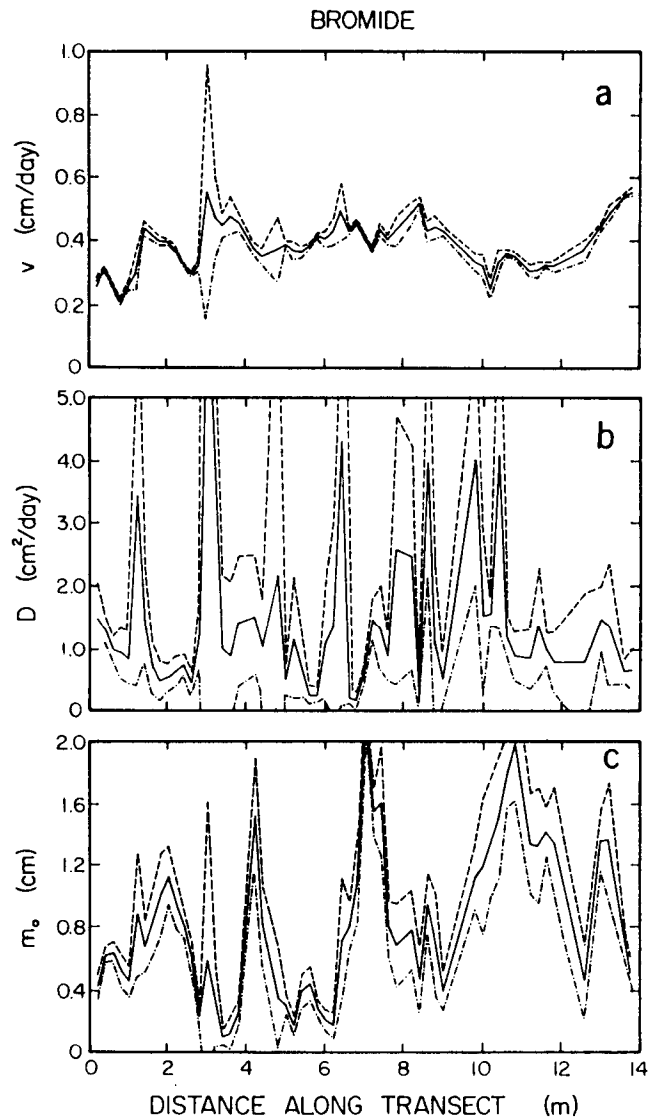 BROMIDE
a
v (cm/day)
1.0
0.8
0.6
0.4
0.2
0
b
D (cm²/day)
5.0
4.0
3.0
2.0
1.0
0
c
m₀ (cm)
2.0
1.6
1.2
0.8
0.4
0
0 2 4 6 8 10 12 14
DISTANCE ALONG TRANSECT (m)